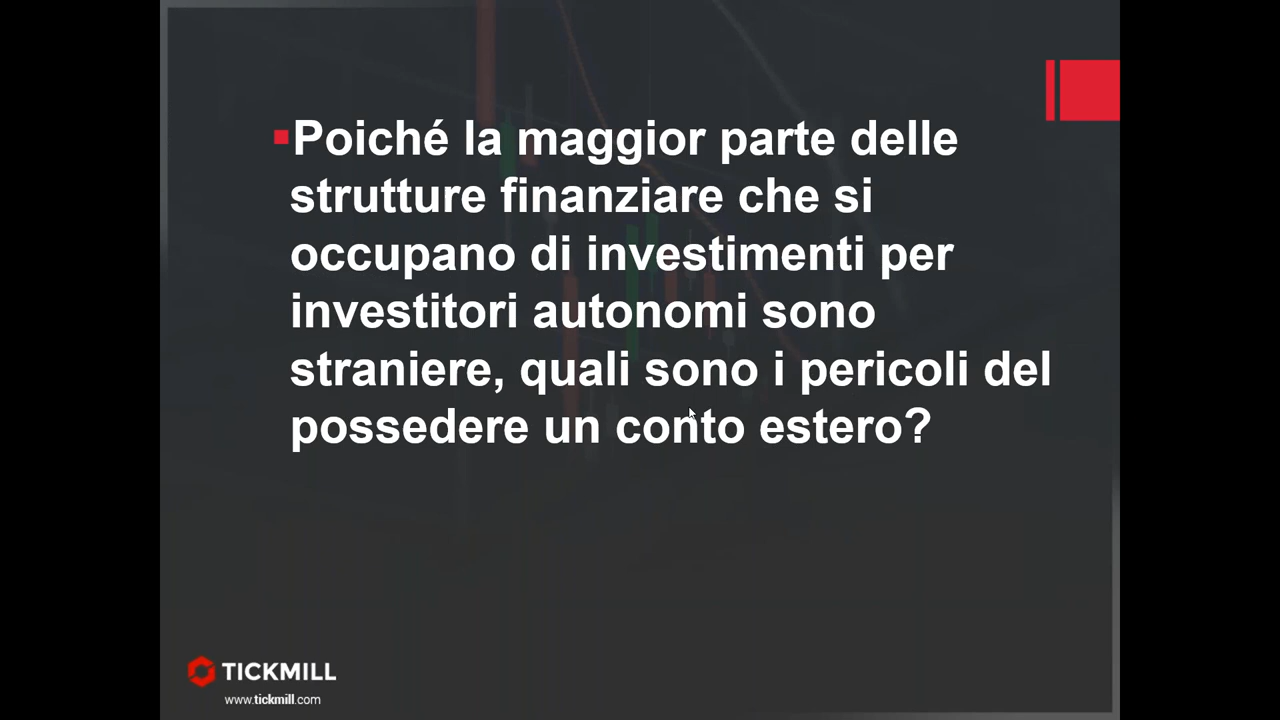 Poiché la maggior parte delle
strutture finanziare che si
occupano di investimenti per
investitori autonomi sono
straniere, quali sono i pericoli del
possedere un conto estero?
TICKMILL
www.tickmill.com